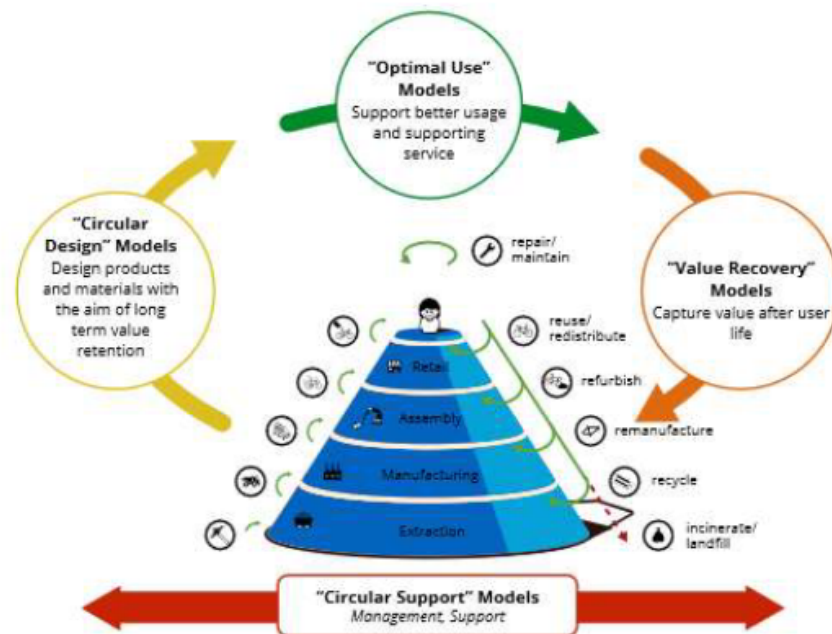 "Optimal Use"
Models
Support better usage
and supporting
service
"Circular
Design" Models
Design products
and materials with
the aim of long
term value
retention
"Value Recovery"
Models
Capture value after user
life
repair/
maintain
reuse/
redistribute
refurbish
remanufacture
recycle
incinerate/
landfill
Retail
Assembly
Manufacturing
Extraction
"Circular Support" Models
Management, Support